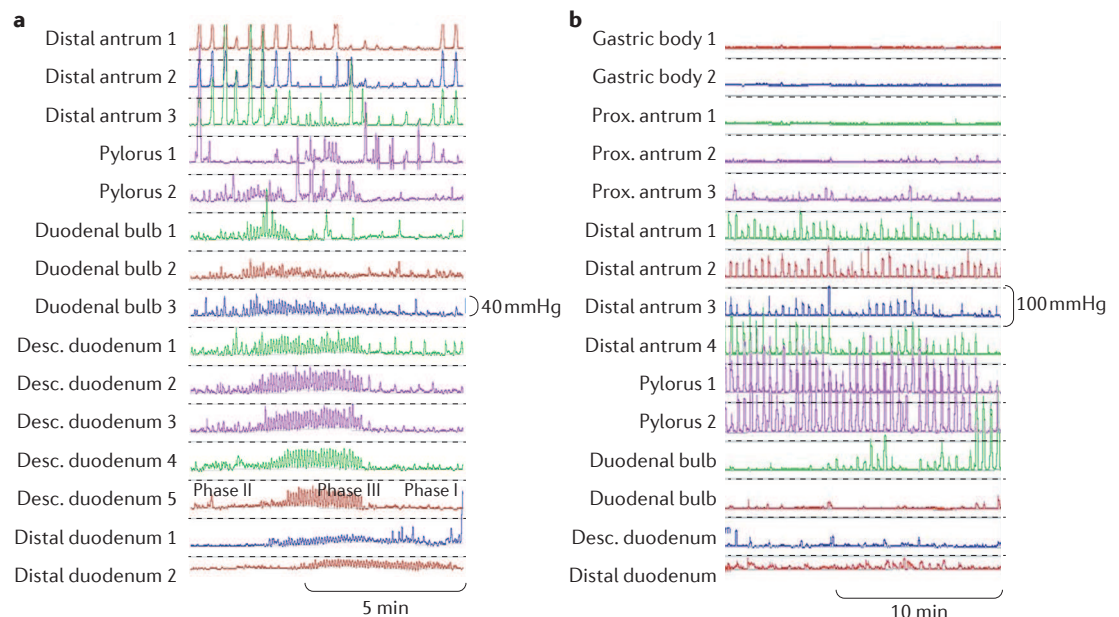 a
Distal antrum 1
Distal antrum 2
Distal antrum 3
Pylorus 1
Pylorus 2
Duodenal bulb 1
Duodenal bulb 2
Duodenal bulb 3
40 mmHg
Desc. duodenum 1
Desc. duodenum 2
Desc. duodenum 3
Desc. duodenum 4
Phase II Phase III Phase I
Desc. duodenum 5
Distal duodenum 1
Distal duodenum 2
5 min
b
Gastric body 1
Gastric body 2
Prox. antrum 1
Prox. antrum 2
Prox. antrum 3
Distal antrum 1
Distal antrum 2
Distal antrum 3
100 mmHg
Distal antrum 4
Pylorus 1
Pylorus 2
Duodenal bulb
Duodenal bulb
Desc. duodenum
Distal duodenum
10 min